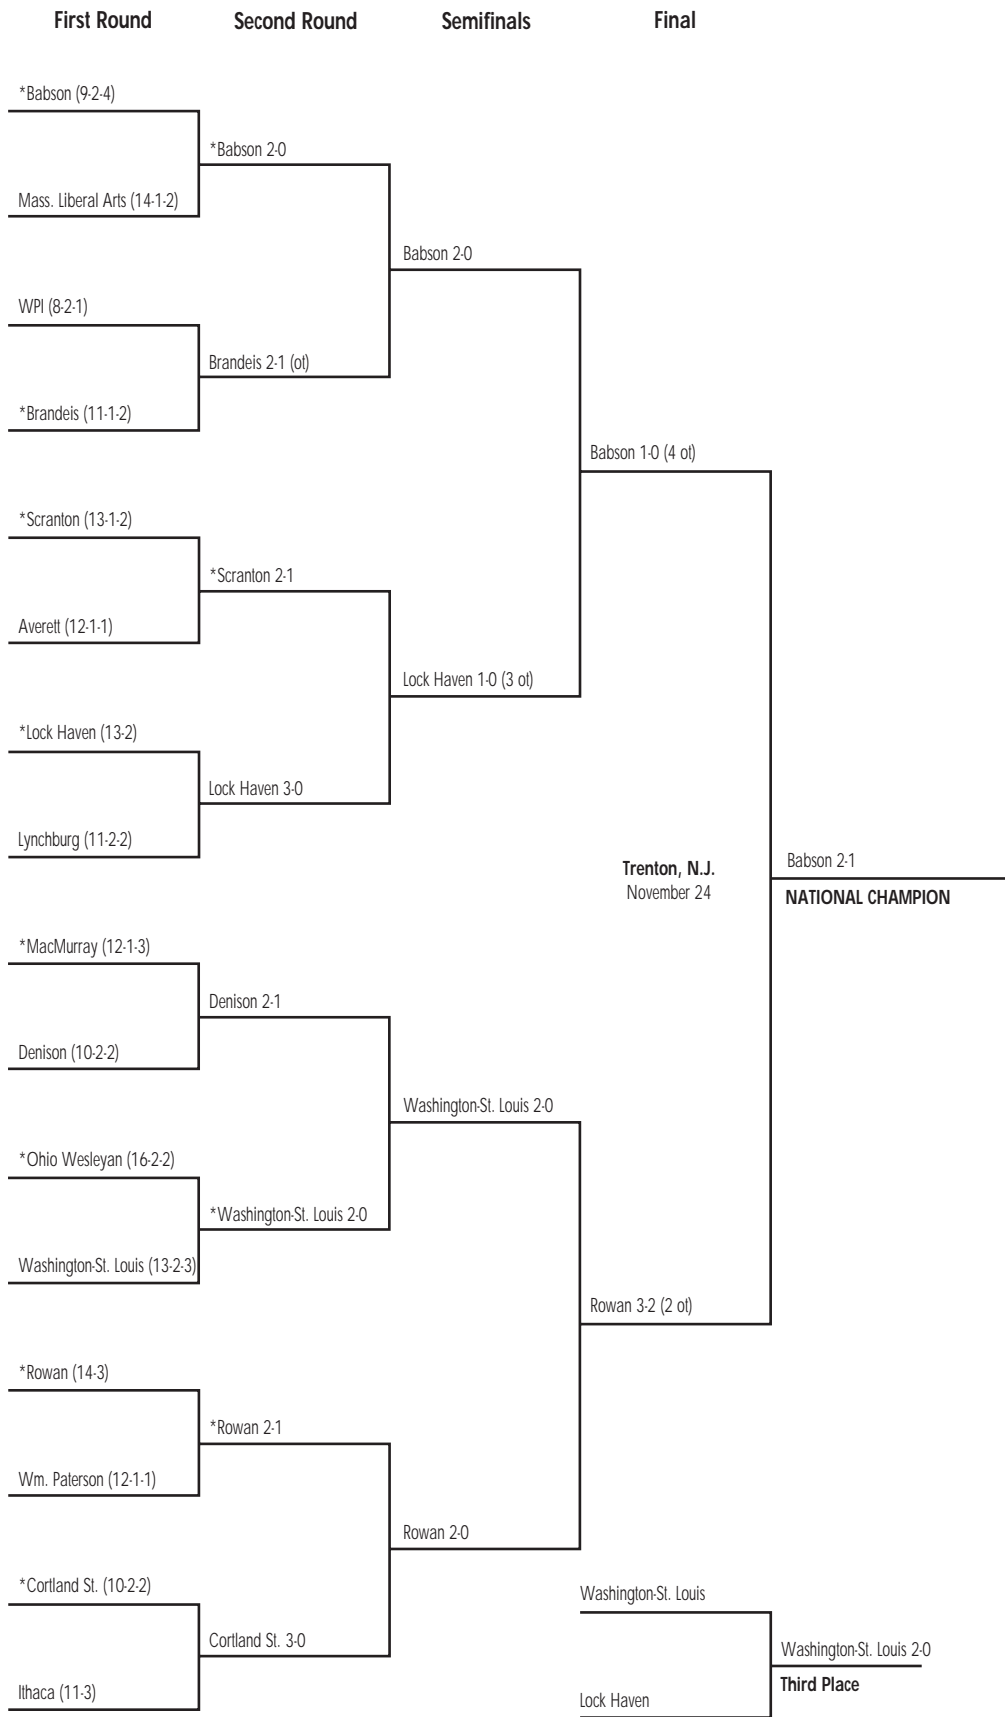 First Round Second Round Semifinals Final
*Babson (9-2-4)
*Babson 2-0
Mass. Liberal Arts (14-1-2)
Babson 2-0
WPI (8-2-1)
Brandeis 2-1 (ot)
*Brandeis (11-1-2)
Babson 1-0 (4 ot)
*Scranton (13-1-2)
*Scranton 2-1
Averett (12-1-1)
Lock Haven 1-0 (3 ot)
*Lock Haven (13-2)
Lock Haven 3-0
Lynchburg (11-2-2)
Trenton, N.J.
November 24
Babson 2-1
NATIONAL CHAMPION
*MacMurray (12-1-3)
Denison 2-1
Denison (10-2-2)
Washington-St. Louis 2-0
*Ohio Wesleyan (16-2-2)
*Washington-St. Louis 2-0
Washington-St. Louis (13-2-3)
Rowan 3-2 (2 ot)
*Rowan (14-3)
*Rowan 2-1
Wm. Paterson (12-1-1)
Rowan 2-0
*Cortland St. (10-2-2)
Cortland St. 3-0
Ithaca (11-3)
Washington-St. Louis
Washington-St. Louis 2-0
Third Place
Lock Haven